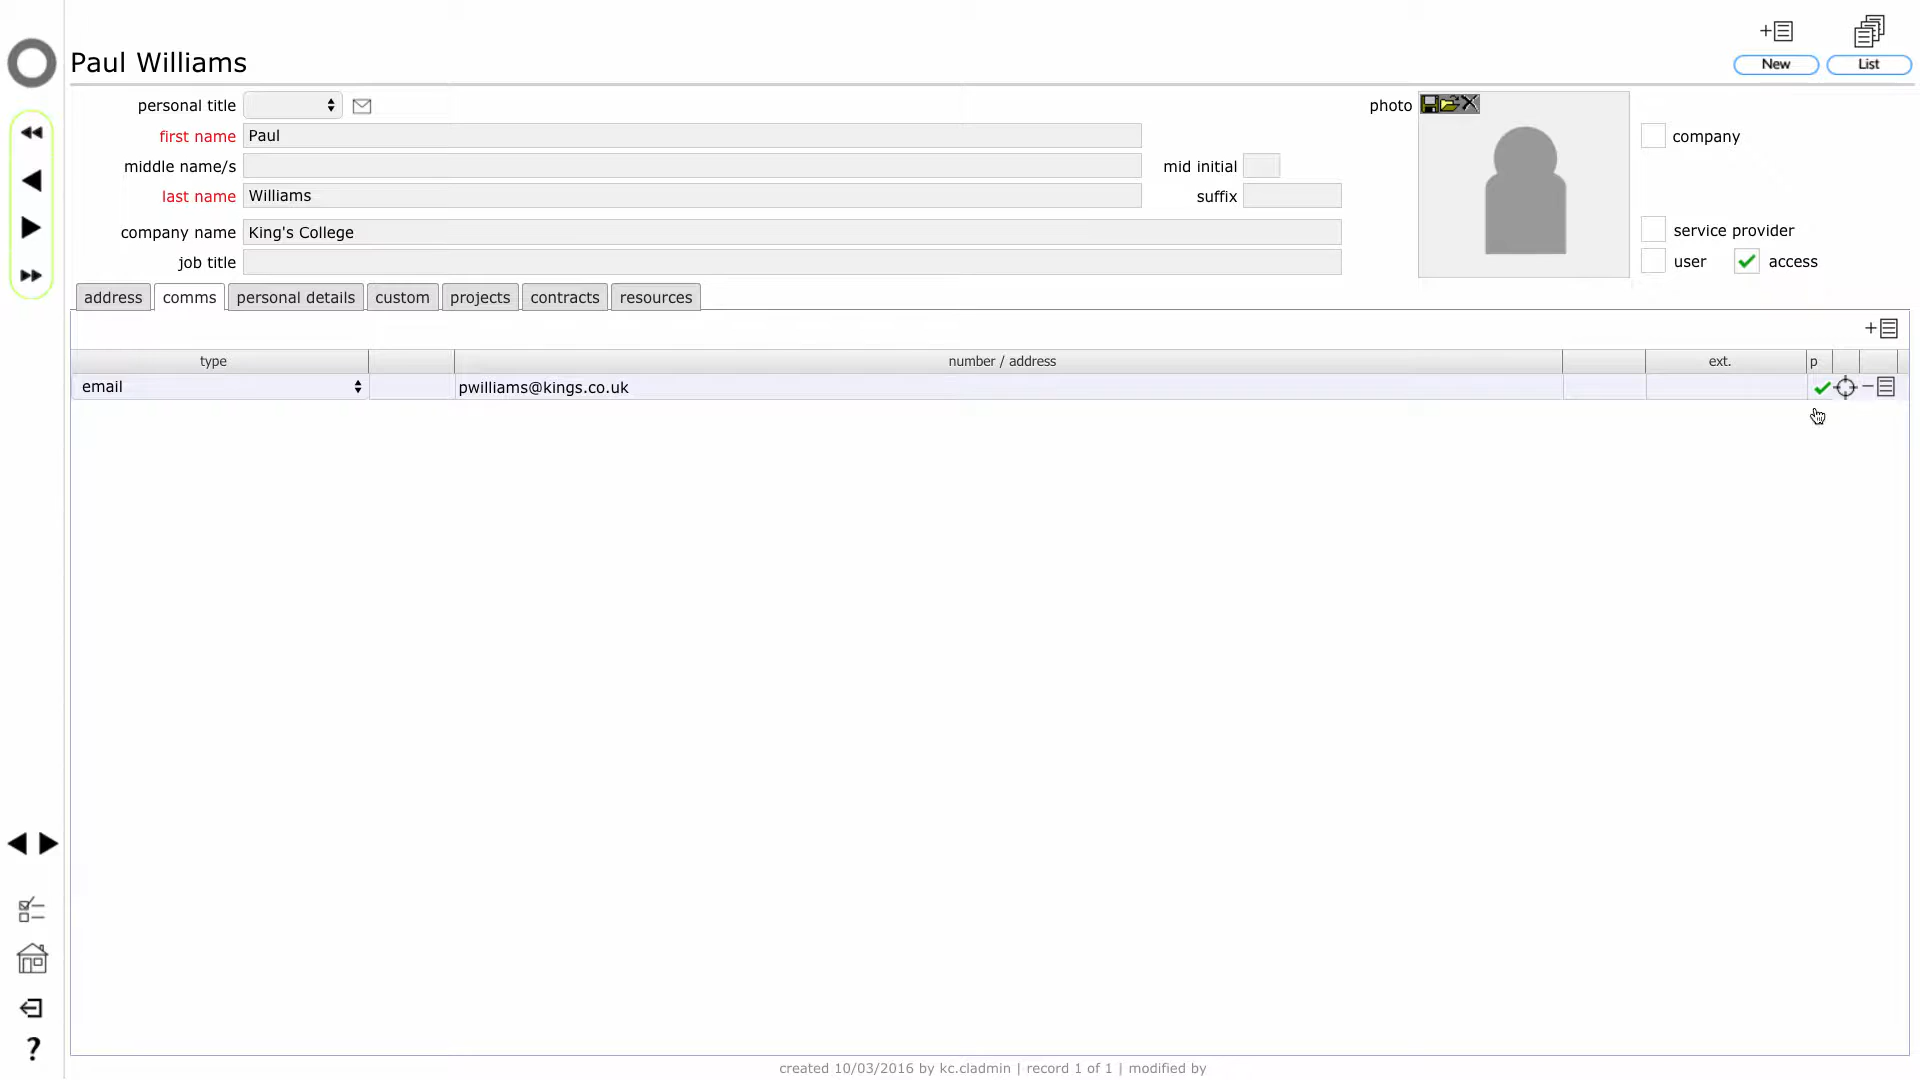 Paul Williams
New
List
personal title
photo
first name Paul
company
middle name/s
mid initial
last name Williams
suffix
company name King's College
service provider
job title
user
access
address comms personal details custom projects contracts resources
type number / address ext. p
email pwilliams@kings.co.uk
?
created 10/03/2016 by kc.cladmin | record 1 of 1 | modified by